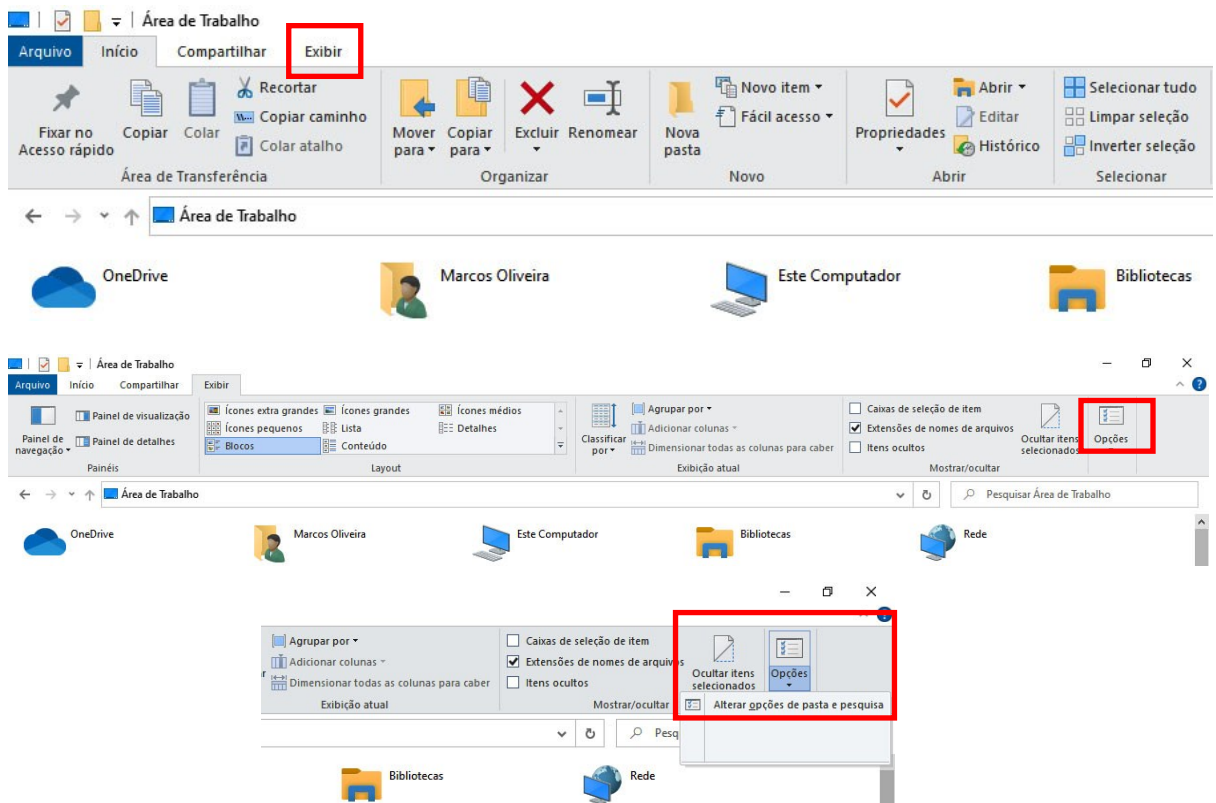 Área de Trabalho
Arquivo Início Compartilhar Exibir
Fixar no Acesso rápido
Copiar
Colar
Recortar
Copiar caminho
Colar atalho
Área de Transferência
Mover para
Copiar para
Excluir
Renomear
Organizar
Nova pasta
Novo item
Fácil acesso
Novo
Propriedades
Abrir
Editar
Histórico
Abrir
Selecionar tudo
Limpar seleção
Inverter seleção
Selecionar
Área de Trabalho
OneDrive
Marcos Oliveira
Este Computador
Bibliotecas
Área de Trabalho
Arquivo Início Compartilhar Exibir
Painel de navegação
Painel de visualização
Painel de detalhes
Painéis
Ícones extra grandes Ícones grandes Ícones médios
Ícones pequenos Lista Detalhes
Blocos Conteúdo
Layout
Classificar por
Agrupar por
Adicionar colunas
Dimensionar todas as colunas para caber
Exibição atual
Caixas de seleção de item
Extensões de nomes de arquivos
Itens ocultos
Ocultar itens selecionados
Mostrar/ocultar
Opções
Área de Trabalho
Pesquisar Área de Trabalho
OneDrive
Marcos Oliveira
Este Computador
Bibliotecas
Rede
Agrupar por
Adicionar colunas
Dimensionar todas as colunas para caber
Exibição atual
Caixas de seleção de item
Extensões de nomes de arquivos
Itens ocultos
Ocultar itens selecionados
Mostrar/ocultar
Opções
Alterar opções de pasta e pesquisa
Pesq
Bibliotecas
Rede